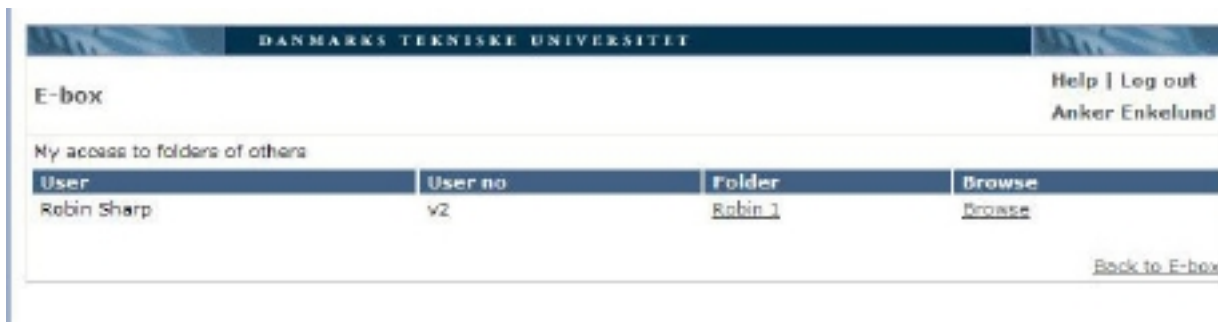 DANMARKS TEKNISKE UNIVERSITET
E-box
Help | Log out
Anker Enkelund
My access to folders of others
User User no Folder Browse
Robin Sharp v2 Robin 1 Browse
Back to E-box